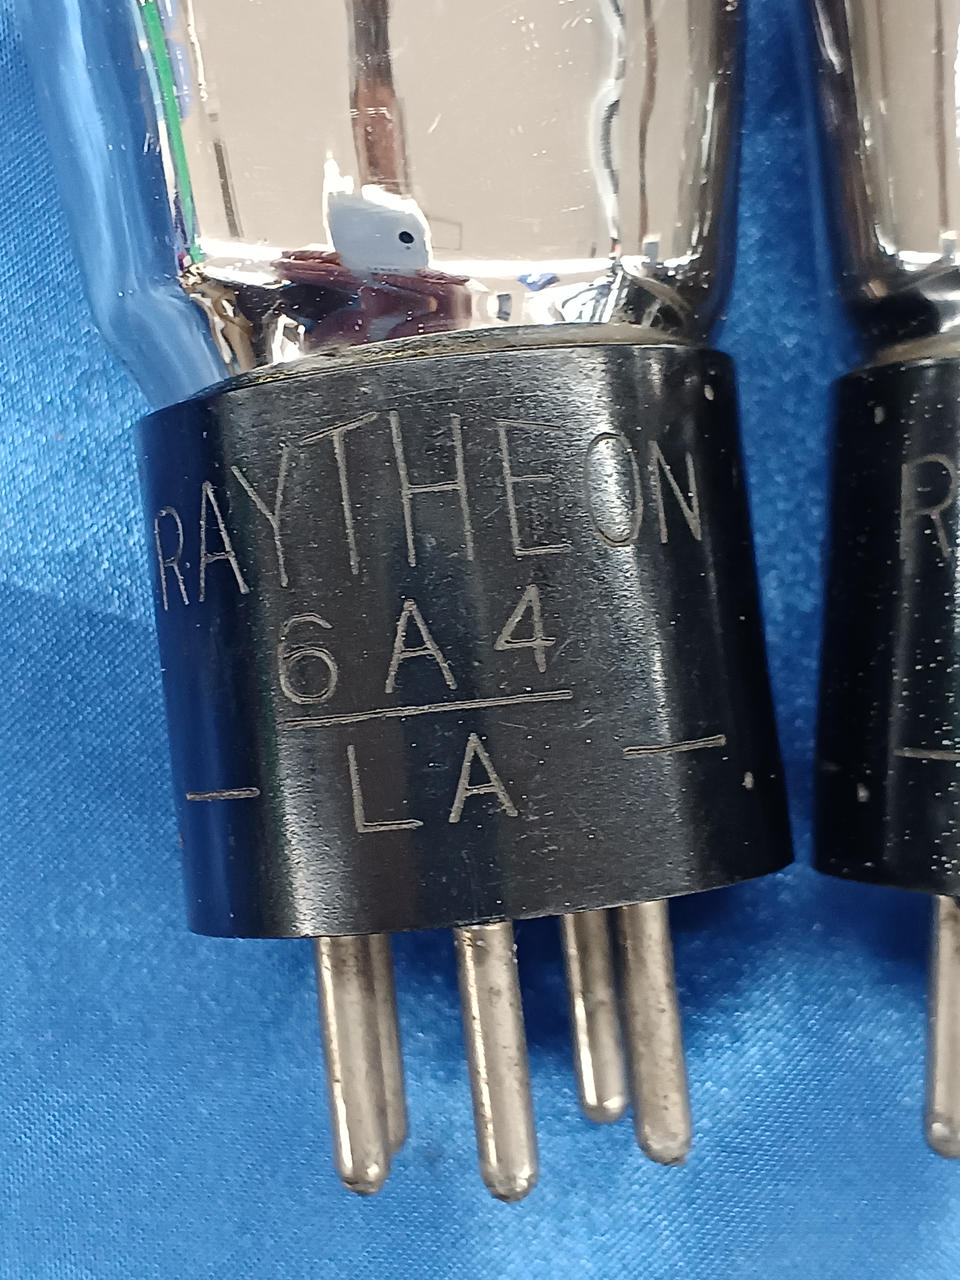 RAYTHEON
6A4
— LA —
R